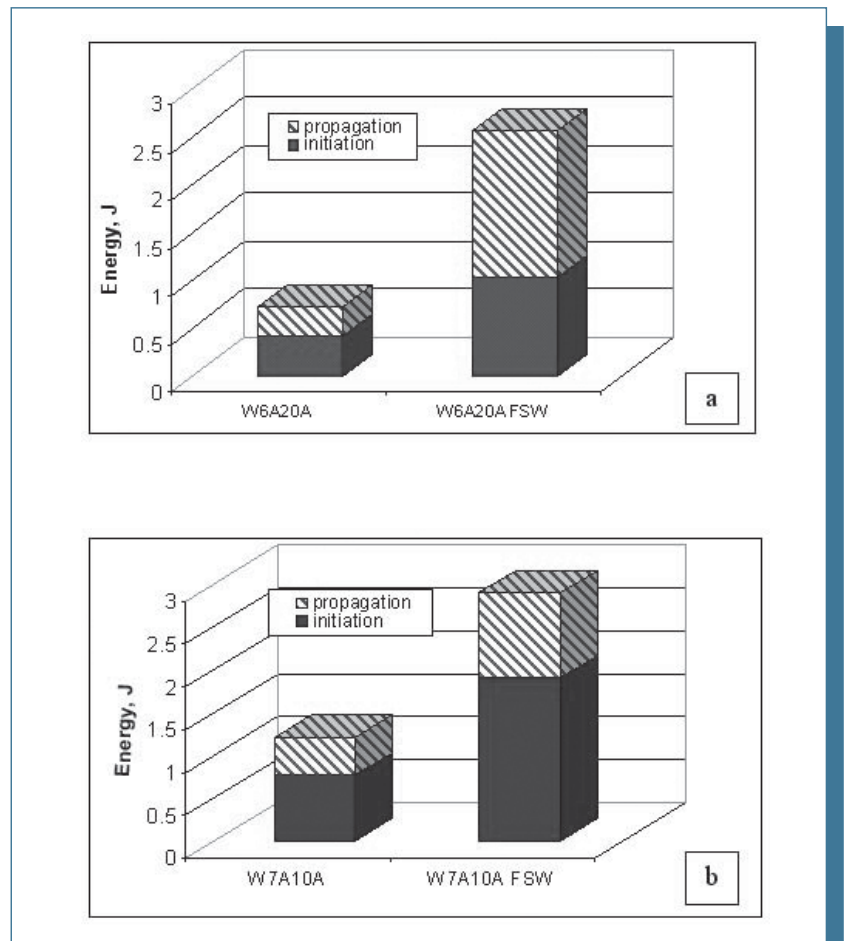 3
2.5
2
1.5
1
0.5
0
Energy, J
propagation
initiation
W6A20A
W6A20A FSW
a
3
2.5
2
1.5
1
0.5
0
Energy, J
propagation
initiation
W7A10A
W7A10A FSW
b